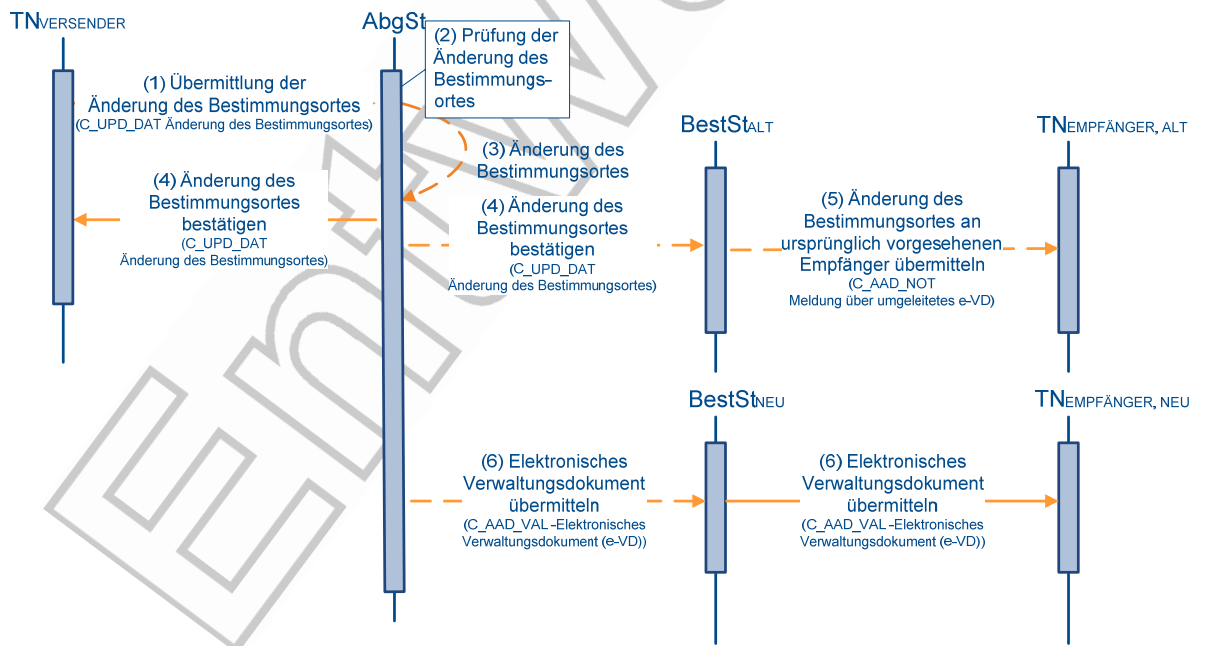 TNVERSENDER
AbgSt
(2) Prüfung der
Änderung des
Bestimmungs-
ortes
(1) Übermittlung der
Änderung des Bestimmungsortes
(C_UPD_DAT Änderung des Bestimmungsortes)
BestStALT
TNEMPFÄNGER, ALT
(3) Änderung des
Bestimmungsortes
(4) Änderung des
Bestimmungsortes
bestätigen
(C_UPD_DAT
Änderung des Bestimmungsortes)
(4) Änderung des
Bestimmungsortes
bestätigen
(C_UPD_DAT
Änderung des Bestimmungsortes)
(5) Änderung des
Bestimmungsortes an
ursprünglich vorgesehenen
Empfänger übermitteln
(C_AAD_NOT
Meldung über umgeleitetes e-VD)
BestStNEU
TNEMPFÄNGER, NEU
(6) Elektronisches
Verwaltungsdokument
übermitteln
(C_AAD_VAL -Elektronisches
Verwaltungsdokument (e-VD))
(6) Elektronisches
Verwaltungsdokument
übermitteln
(C_AAD_VAL -Elektronisches
Verwaltungsdokument (e-VD))